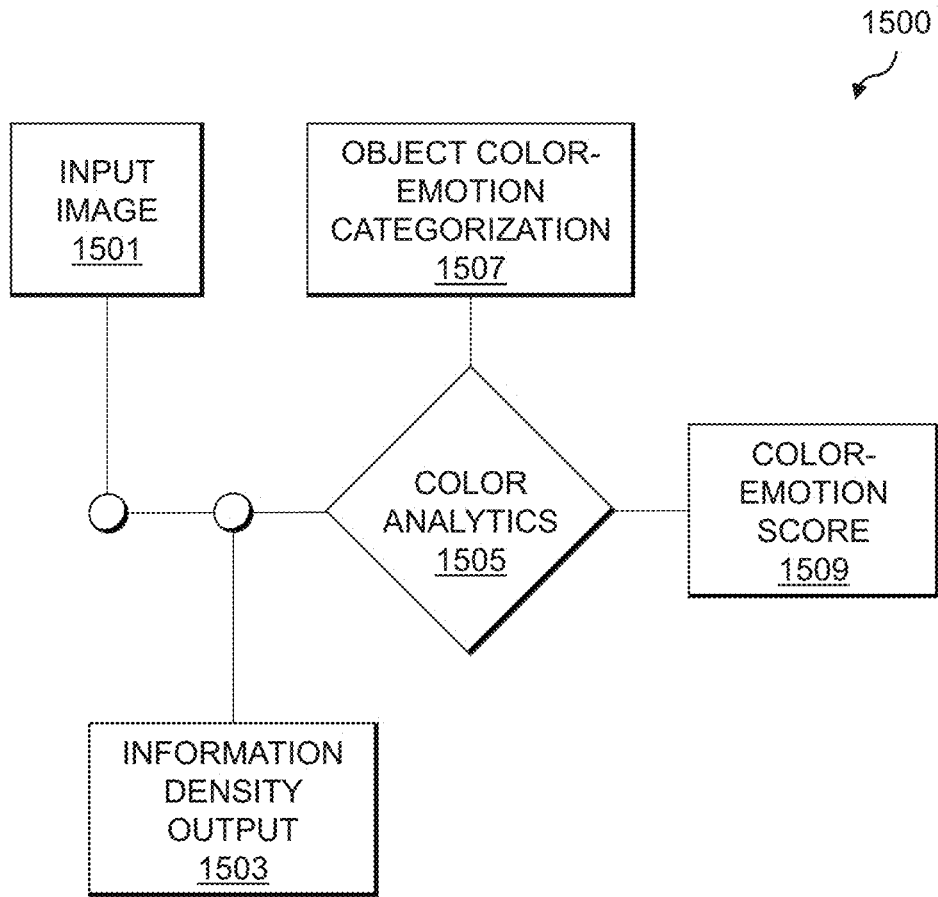 1500
INPUT
IMAGE
1501
OBJECT COLOR-
EMOTION
CATEGORIZATION
1507
COLOR
ANALYTICS
1505
COLOR-
EMOTION
SCORE
1509
INFORMATION
DENSITY
OUTPUT
1503